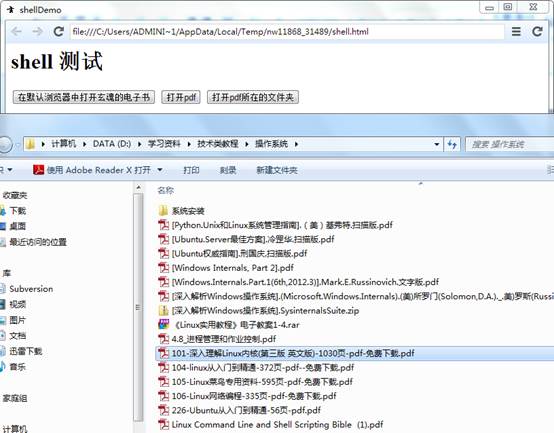 shellDemo
file:///C:/Users/ADMINI~1/AppData/Local/Temp/nw11868_31489/shell.html
shell 测试
在默认浏览器中打开玄魂的电子书 打开pdf 打开pdf所在的文件夹
计算机 DATA (D:) 学习资料 技术类教程 操作系统 搜索 操作系统
使用 Adobe Reader X 打开 打印 刻录 新建文件夹
收藏夹
下载
桌面
最近访问的位置
库
Subversion
视频
图片
文档
迅雷下载
音乐
家庭组
计算机
名称
系统安装
[Python.Unix和Linux系统管理指南].（美）基弗特.扫描版.pdf
[Ubuntu.Server最佳方案].冷罡华.扫描版.pdf
[Ubuntu权威指南].邢国庆.扫描版.pdf
[Windows Internals, Part 2].pdf
[Windows.Internals.Part.1(6th,2012.3)].Mark.E.Russinovich.文字版.pdf
[深入解析Windows操作系统].(Microsoft.Windows.Internals).(美)所罗门(Solomon,D.A.)._.(美)罗斯(Russi
[深入解析Windows操作系统].SysinternalsSuite.zip
《Linux实用教程》电子教案1-4.rar
4.8_进程管理和作业控制.pdf
101-深入理解Linux内核(第三版 英文版)-1030页-pdf-免费下载.pdf
104-linux从入门到精通-372页-pdf--免费下载.pdf
105-Linux菜鸟专用资料-595页-pdf-免费下载.pdf
106-Linux网络编程-335页-pdf-免费下载.pdf
226-Ubuntu从入门到精通-56页.pdf.pdf
Linux Command Line and Shell Scripting Bible  (1).pdf